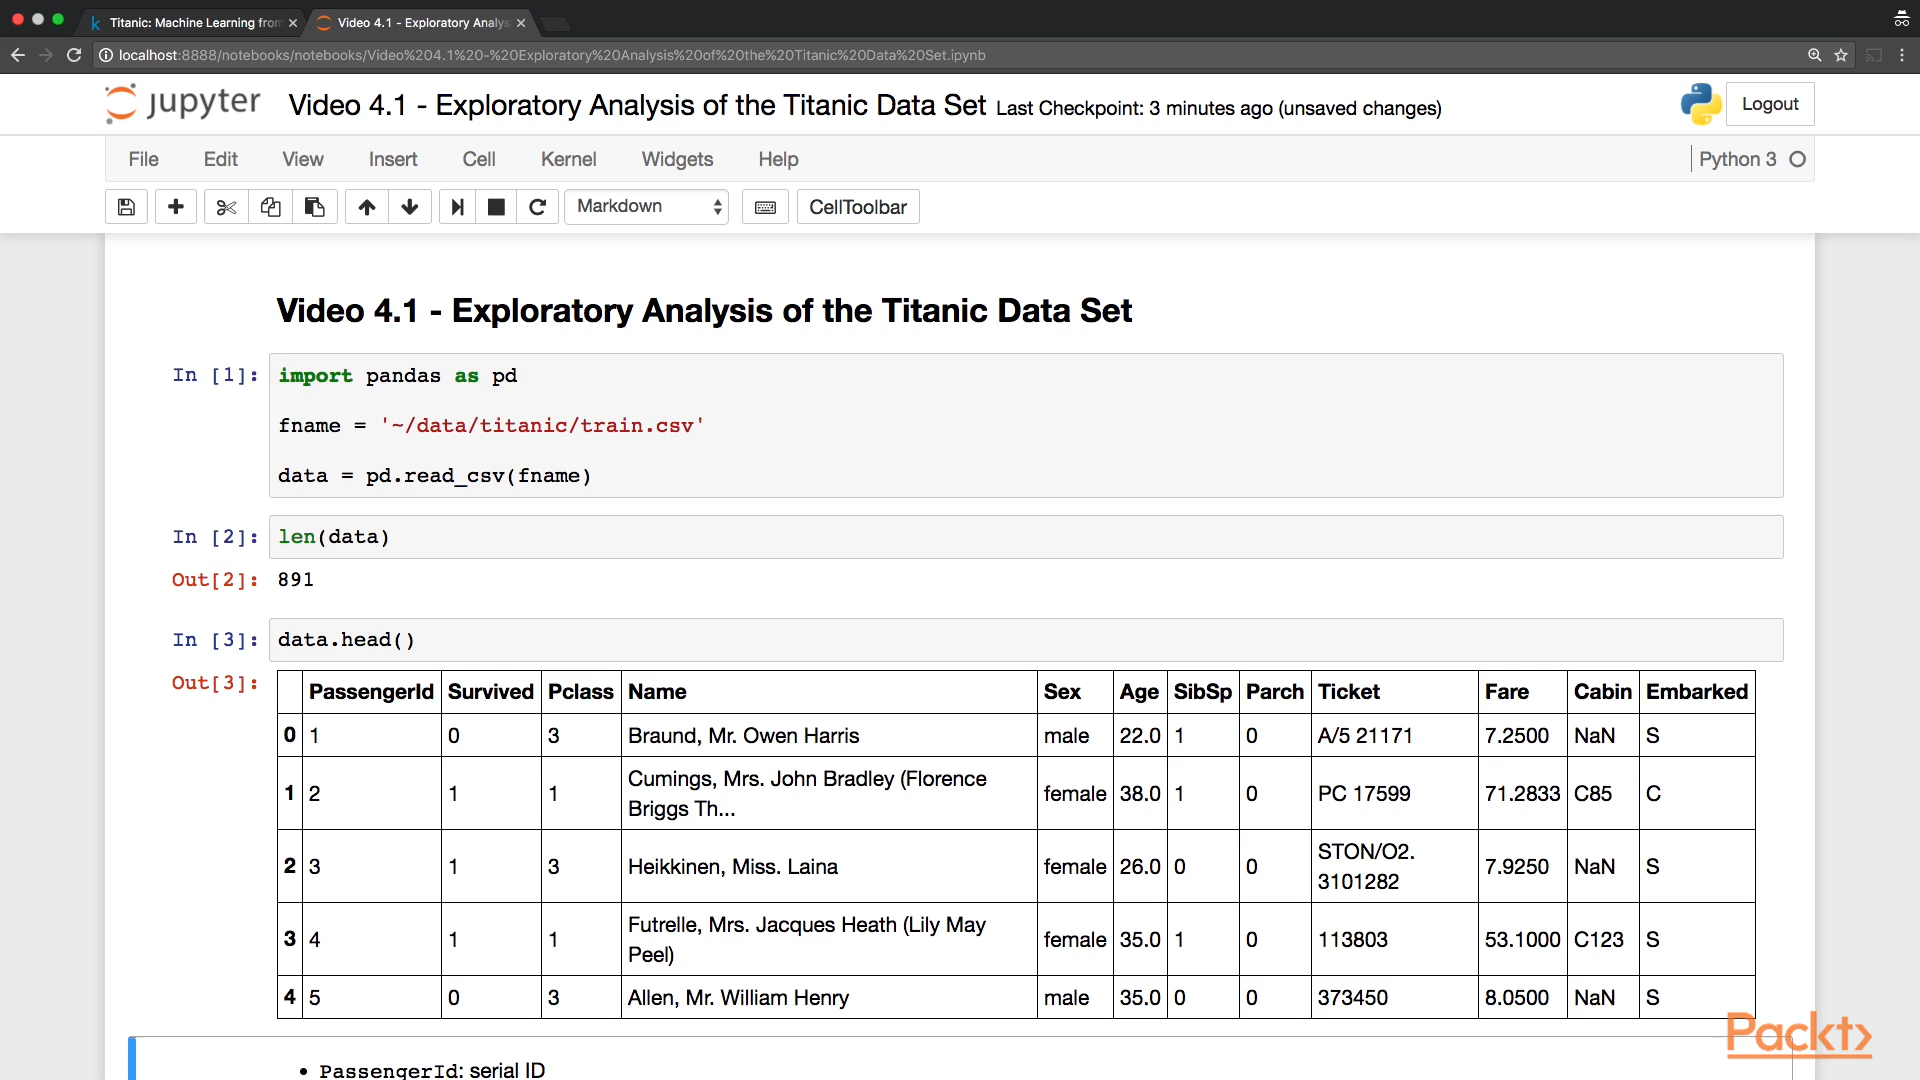 Titanic: Machine Learning from
Video 4.1 - Exploratory Analys
localhost:8888/notebooks/notebooks/Video%204.1%20-%20Exploratory%20Analysis%20of%20the%20Titanic%20Data%20Set.ipynb
jupyter Video 4.1 - Exploratory Analysis of the Titanic Data Set Last Checkpoint: 3 minutes ago (unsaved changes) Logout
File Edit View Insert Cell Kernel Widgets Help Python 3
Markdown CellToolbar
Video 4.1 - Exploratory Analysis of the Titanic Data Set
In [1]: import pandas as pd
fname = '~/data/titanic/train.csv'
data = pd.read_csv(fname)
In [2]: len(data)
Out[2]: 891
In [3]: data.head()
Out[3]:
PassengerId Survived Pclass Name Sex Age SibSp Parch Ticket Fare Cabin Embarked
0 1 0 3 Braund, Mr. Owen Harris male 22.0 1 0 A/5 21171 7.2500 NaN S
1 2 1 1 Cumings, Mrs. John Bradley (Florence
Briggs Th... female 38.0 1 0 PC 17599 71.2833 C85 C
2 3 1 3 Heikkinen, Miss. Laina female 26.0 0 0 STON/O2.
3101282 7.9250 NaN S
3 4 1 1 Futrelle, Mrs. Jacques Heath (Lily May
Peel) female 35.0 1 0 113803 53.1000 C123 S
4 5 0 3 Allen, Mr. William Henry male 35.0 0 0 373450 8.0500 NaN S
Packt>
• PassengerId: serial ID